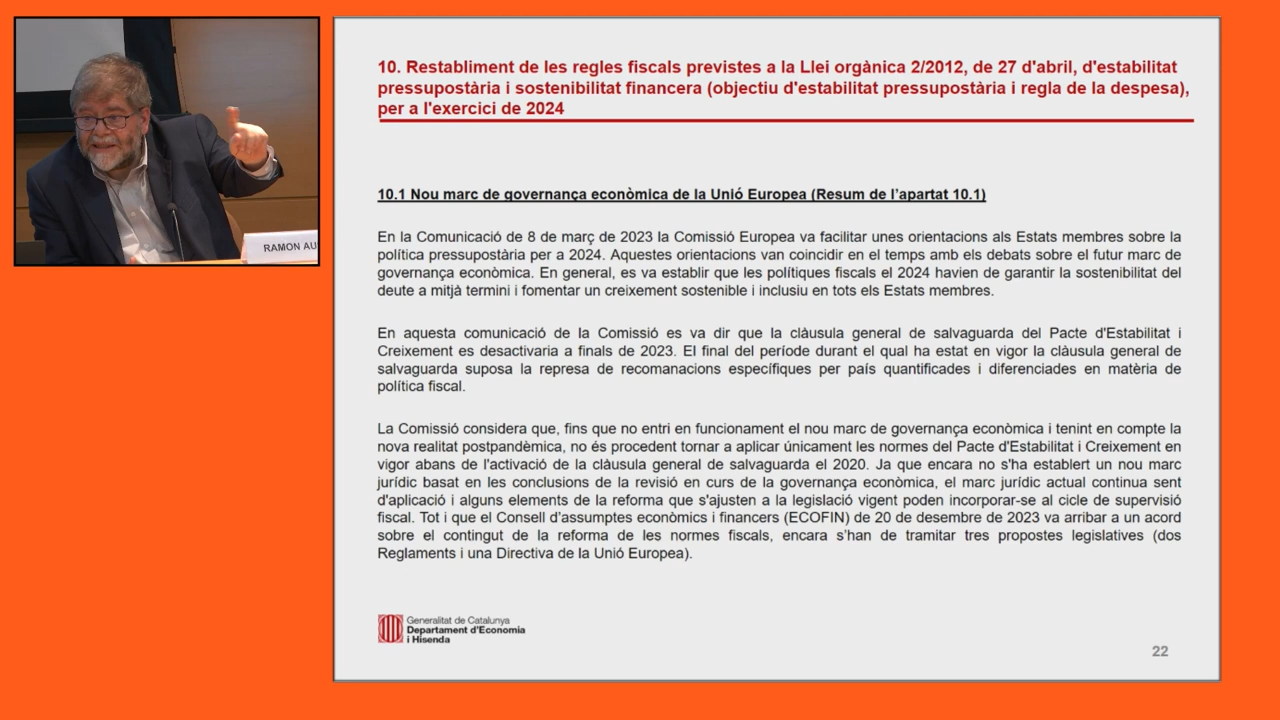 RAMON AU
10. Restabliment de les regles fiscals previstes a la Llei orgànica 2/2012, de 27 d'abril, d'estabilitat
pressupostària i sostenibilitat financera (objectiu d'estabilitat pressupostària i regla de la despesa),
per a l'exercici de 2024
10.1 Nou marc de governança econòmica de la Unió Europea (Resum de l’apartat 10.1)
En la Comunicació de 8 de març de 2023 la Comissió Europea va facilitar unes orientacions als Estats membres sobre la
política pressupostària per a 2024. Aquestes orientacions van coincidir en el temps amb els debats sobre el futur marc de
governança econòmica. En general, es va establir que les polítiques fiscals el 2024 havien de garantir la sostenibilitat del
deute a mitjà termini i fomentar un creixement sostenible i inclusiu en tots els Estats membres.
En aquesta comunicació de la Comissió es va dir que la clàusula general de salvaguarda del Pacte d'Estabilitat i
Creixement es desactivaria a finals de 2023. El final del període durant el qual ha estat en vigor la clàusula general de
salvaguarda suposa la represa de recomanacions específiques per país quantificades i diferenciades en matèria de
política fiscal.
La Comissió considera que, fins que no entri en funcionament el nou marc de governança econòmica i tenint en compte la
nova realitat postpandèmica, no és procedent tornar a aplicar únicament les normes del Pacte d'Estabilitat i Creixement en
vigor abans de l'activació de la clàusula general de salvaguarda el 2020. Ja que encara no s'ha establert un nou marc
jurídic basat en les conclusions de la revisió en curs de la governança econòmica, el marc jurídic actual continua sent
d'aplicació i alguns elements de la reforma que s'ajusten a la legislació vigent poden incorporar-se al cicle de supervisió
fiscal. Tot i que el Consell d’assumptes econòmics i financers (ECOFIN) de 20 de desembre de 2023 va arribar a un acord
sobre el contingut de la reforma de les normes fiscals, encara s’han de tramitar tres propostes legislatives (dos
Reglaments i una Directiva de la Unió Europea).
Generalitat de Catalunya
Departament d'Economia
i Hisenda
22